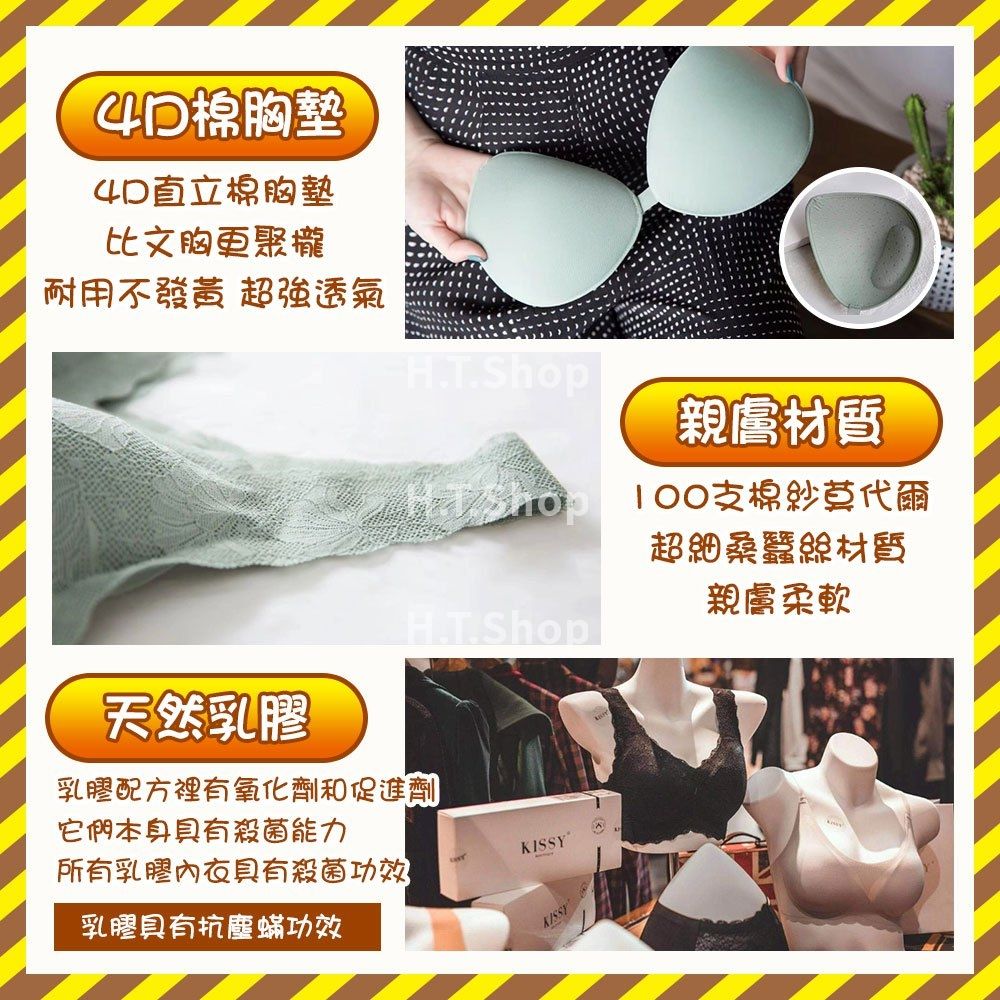 4D棉胸墊
4D直立棉胸墊
比文胸更聚攏
耐用不發黃 超強透氣
H.T.Shop
H.T.Shop
H.T.Shop
親膚材質
100支棉紗莫代爾
超細桑蠶絲材質
親膚柔軟
天然乳膠
乳膠配方裡有氧化劑和促進劑
它們本身具有殺菌能力
所有乳膠內衣具有殺菌功效
乳膠具有抗塵蟎功效
KISSY
KISSY
KISSY